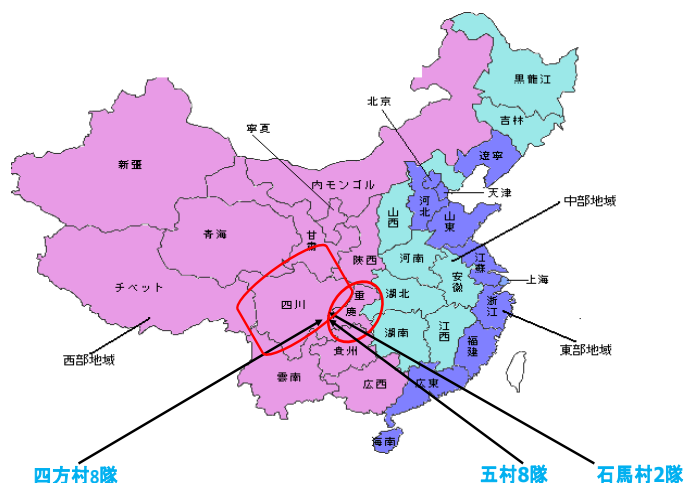 黒龍江
吉林
北京
遼寧
寧夏
新疆
内モンゴル
天津
河北
山西
山東
中部地域
青海
甘粛
陝西
河南
江蘇
安徽
上海
チベット
四川
重慶
湖北
浙江
湖南
江西
西部地域
貴州
福建
東部地域
雲南
広西
広東
海南
四方村8隊
五村8隊
石馬村2隊